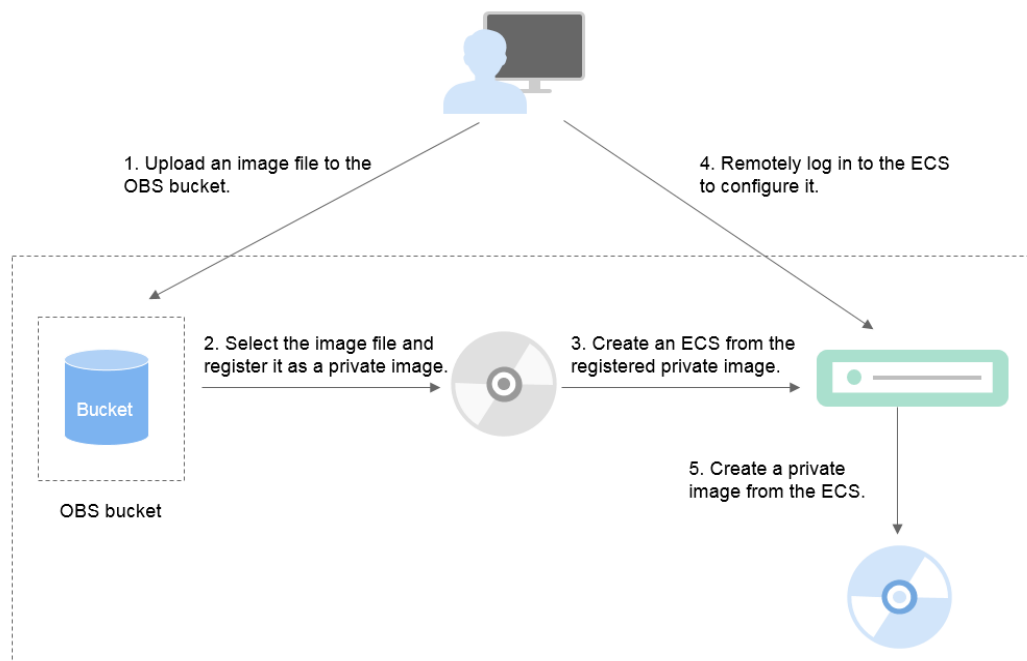 1. Upload an image file to the
OBS bucket.
4. Remotely log in to the ECS
to configure it.
2. Select the image file and
register it as a private image.
3. Create an ECS from the
registered private image.
Bucket
5. Create a private
image from the ECS.
OBS bucket